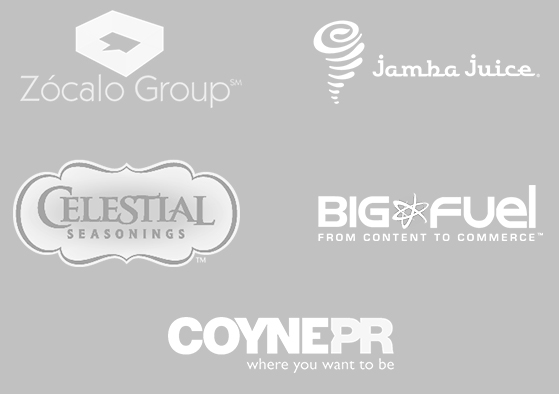 Zócalo Group℠
jamba juice®
CELESTIAL
SEASONINGS
™
BIG FUEL
FROM CONTENT TO COMMERCE™
COYNEPR
where you want to be